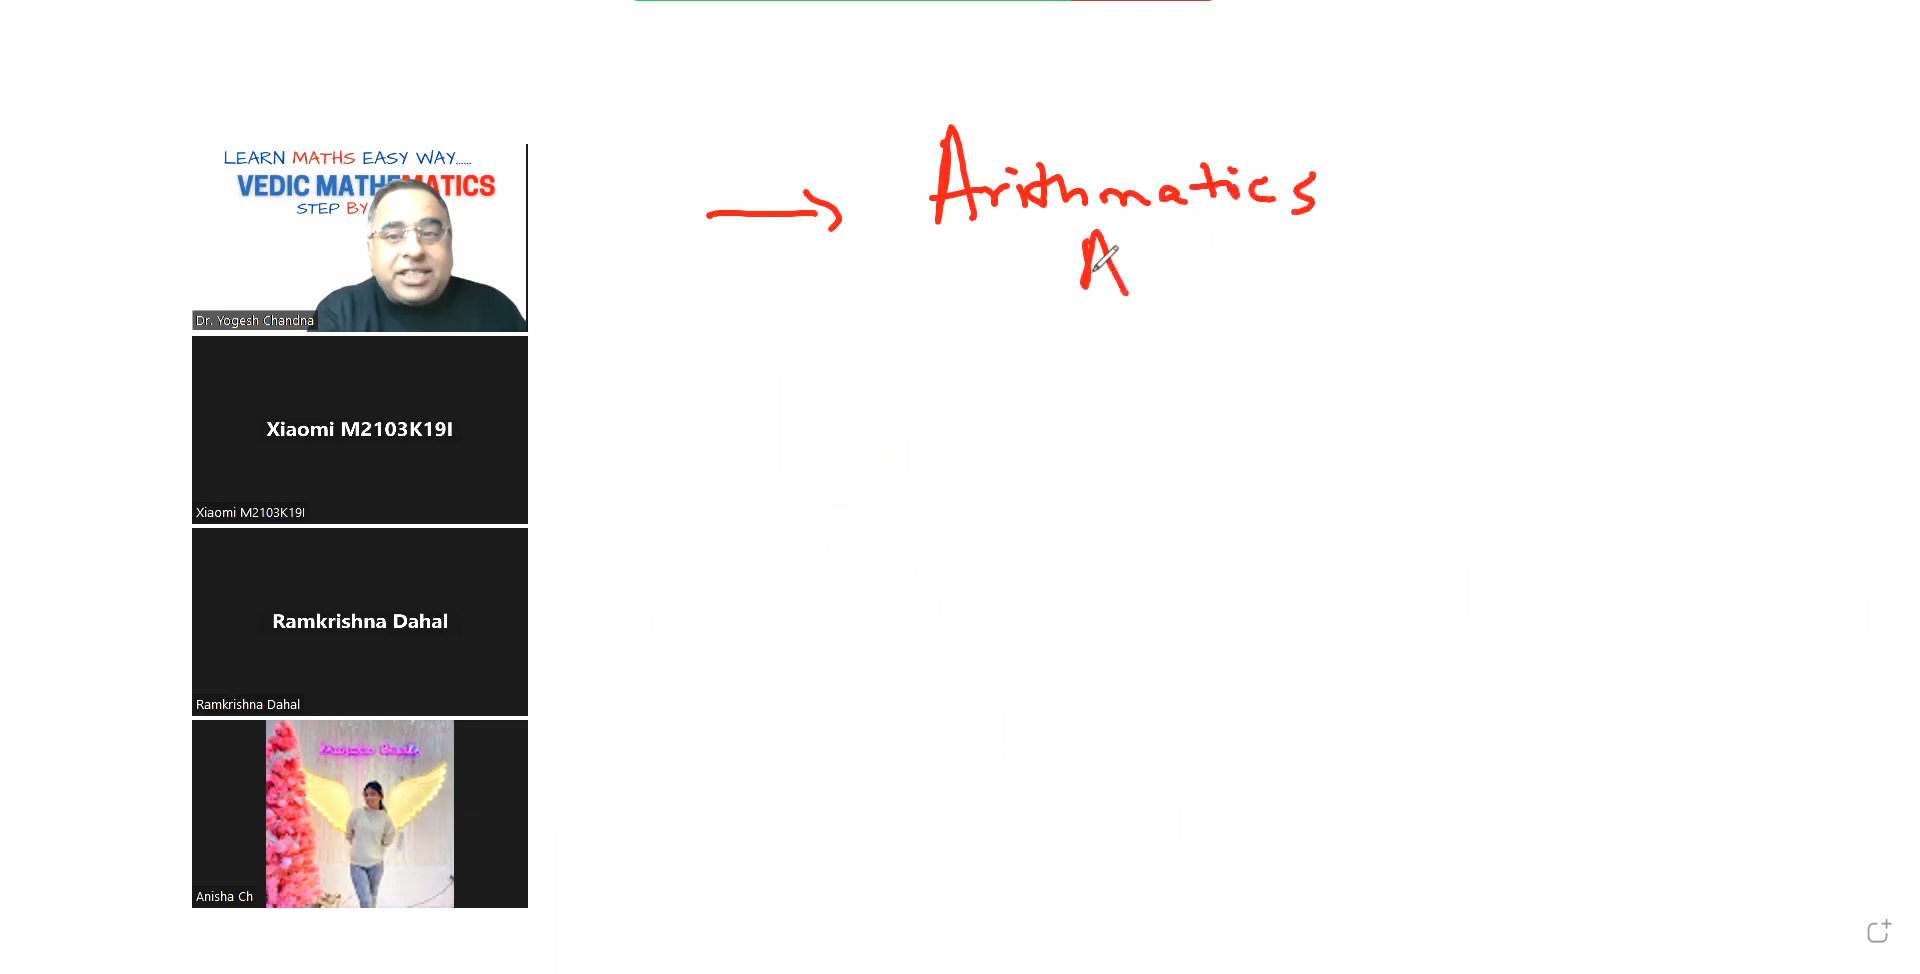 LEARN MATHS EASY WAY......
VEDIC MATHEMATICS
STEP BY
Dr. Yogesh Chandna
Xiaomi M2103K19I
Xiaomi M2103K19I
Ramkrishna Dahal
Ramkrishna Dahal
Anisha Ch
Arithmatics
A